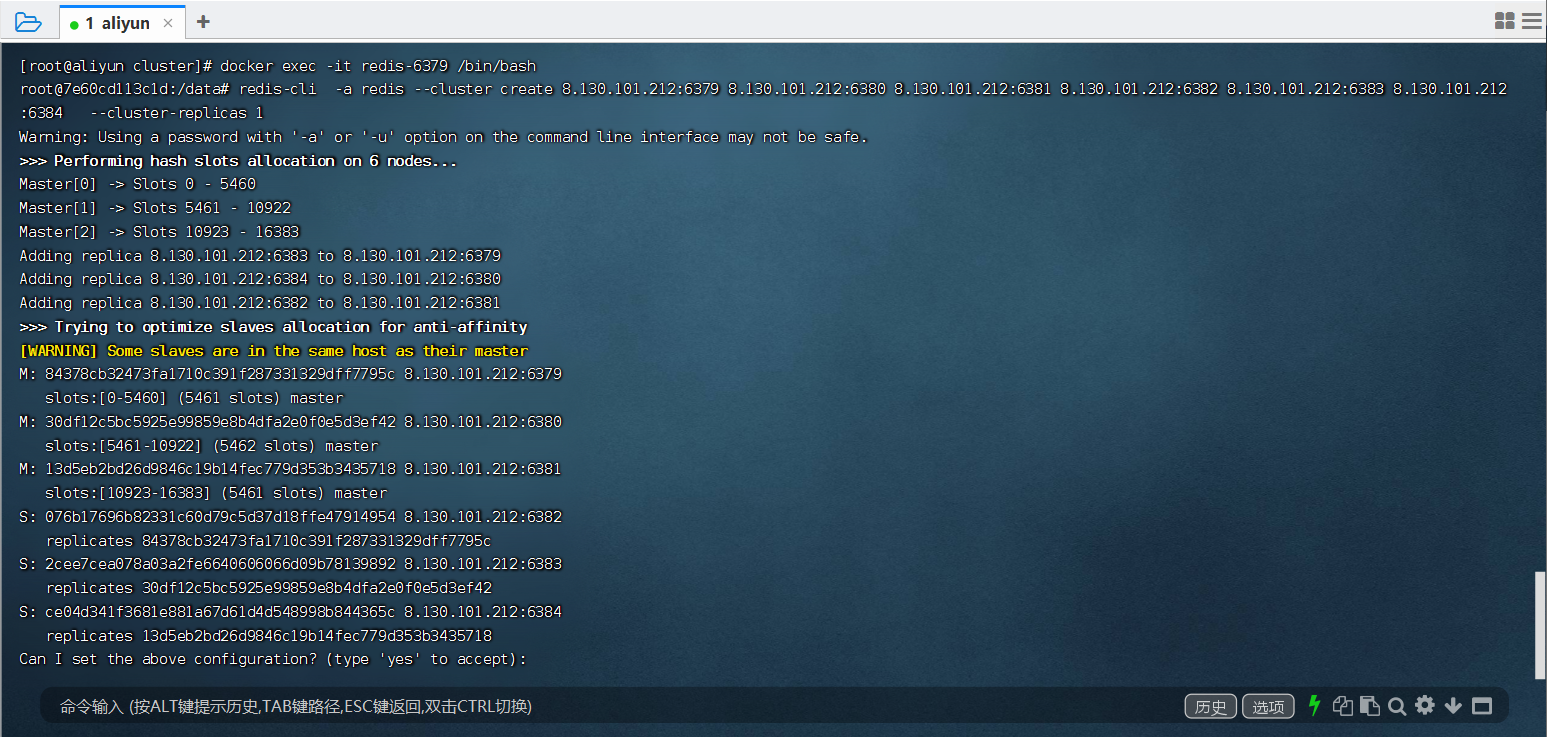 1 aliyun
[root@aliyun cluster]# docker exec -it redis-6379 /bin/bash
root@7e60cd113c1d:/data# redis-cli  -a redis --cluster create 8.130.101.212:6379 8.130.101.212:6380 8.130.101.212:6381 8.130.101.212:6382 8.130.101.212:6383 8.130.101.212
:6384   --cluster-replicas 1
Warning: Using a password with '-a' or '-u' option on the command line interface may not be safe.
>>> Performing hash slots allocation on 6 nodes...
Master[0] -> Slots 0 - 5460
Master[1] -> Slots 5461 - 10922
Master[2] -> Slots 10923 - 16383
Adding replica 8.130.101.212:6383 to 8.130.101.212:6379
Adding replica 8.130.101.212:6384 to 8.130.101.212:6380
Adding replica 8.130.101.212:6382 to 8.130.101.212:6381
>>> Trying to optimize slaves allocation for anti-affinity
[WARNING] Some slaves are in the same host as their master
M: 84378cb32473fa1710c391f287331329dff7795c 8.130.101.212:6379
   slots:[0-5460] (5461 slots) master
M: 30df12c5bc5925e99859e8b4dfa2e0f0e5d3ef42 8.130.101.212:6380
   slots:[5461-10922] (5462 slots) master
M: 13d5eb2bd26d9846c19b14fec779d353b3435718 8.130.101.212:6381
   slots:[10923-16383] (5461 slots) master
S: 076b17696b82331c60d79c5d37d18ffe47914954 8.130.101.212:6382
   replicates 84378cb32473fa1710c391f287331329dff7795c
S: 2cee7cea078a03a2fe6640606066d09b78139892 8.130.101.212:6383
   replicates 30df12c5bc5925e99859e8b4dfa2e0f0e5d3ef42
S: ce04d341f3681e881a67d61d4d548998b844365c 8.130.101.212:6384
   replicates 13d5eb2bd26d9846c19b14fec779d353b3435718
Can I set the above configuration? (type 'yes' to accept):
命令输入 (按ALT键提示历史,TAB键路径,ESC键返回,双击CTRL切换) 历史 选项